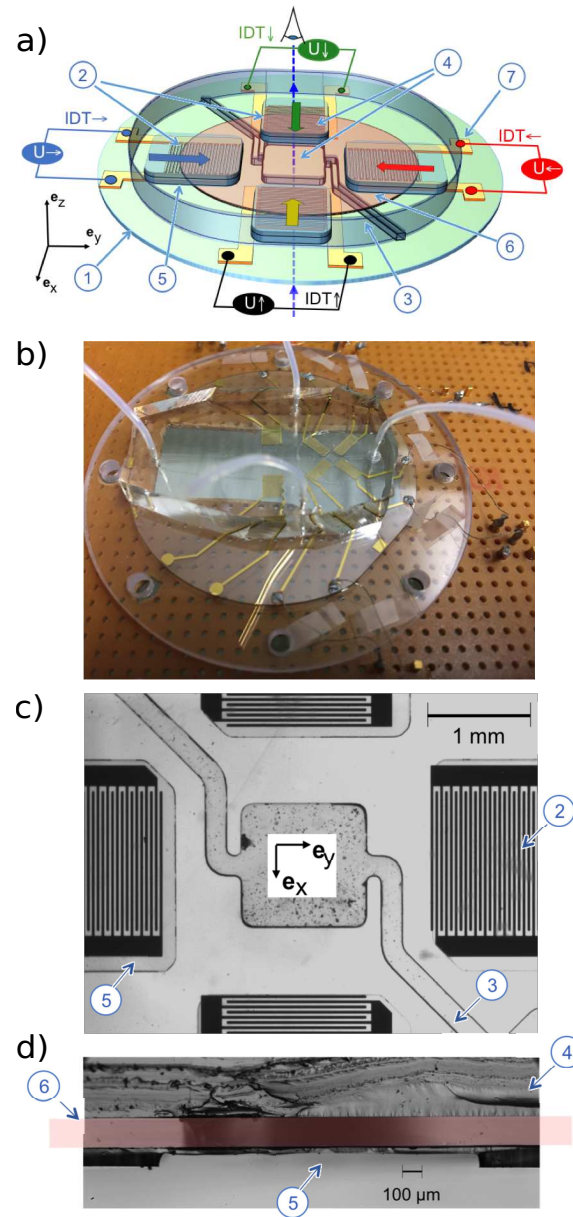 a)
IDT↓
U↓
2
4
7
IDT→
IDT←
U→
U←
e_z
e_y
e_x
1
5
U↑
IDT↑
3
6
b)
c)
1 mm
2
e_y
e_x
5
3
d)
6
4
5
100 µm